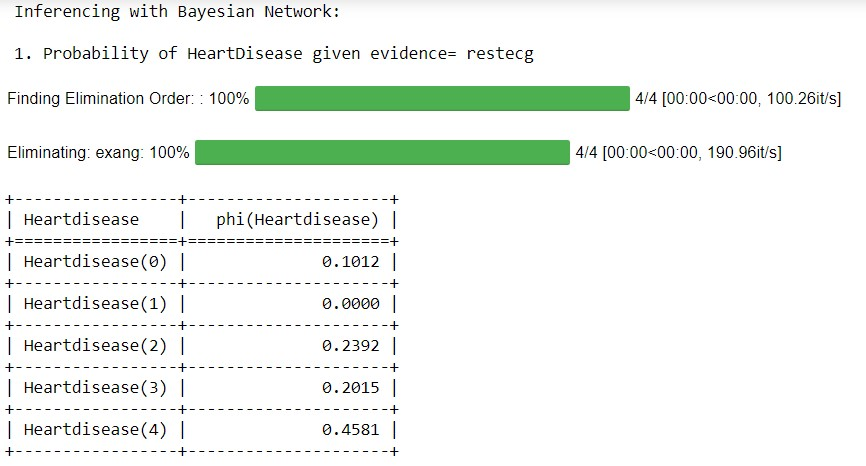 Inferencing with Bayesian Network:
1. Probability of HeartDisease given evidence= restecg
Finding Elimination Order: : 100% 4/4 [00:00<00:00, 100.26it/s]
Eliminating: exang: 100% 4/4 [00:00<00:00, 190.96it/s]
+-----------------+---------------------+
| Heartdisease    |   phi(Heartdisease) |
+=================+=====================+
| Heartdisease(0) |              0.1012 |
+-----------------+---------------------+
| Heartdisease(1) |              0.0000 |
+-----------------+---------------------+
| Heartdisease(2) |              0.2392 |
+-----------------+---------------------+
| Heartdisease(3) |              0.2015 |
+-----------------+---------------------+
| Heartdisease(4) |              0.4581 |
+-----------------+---------------------+